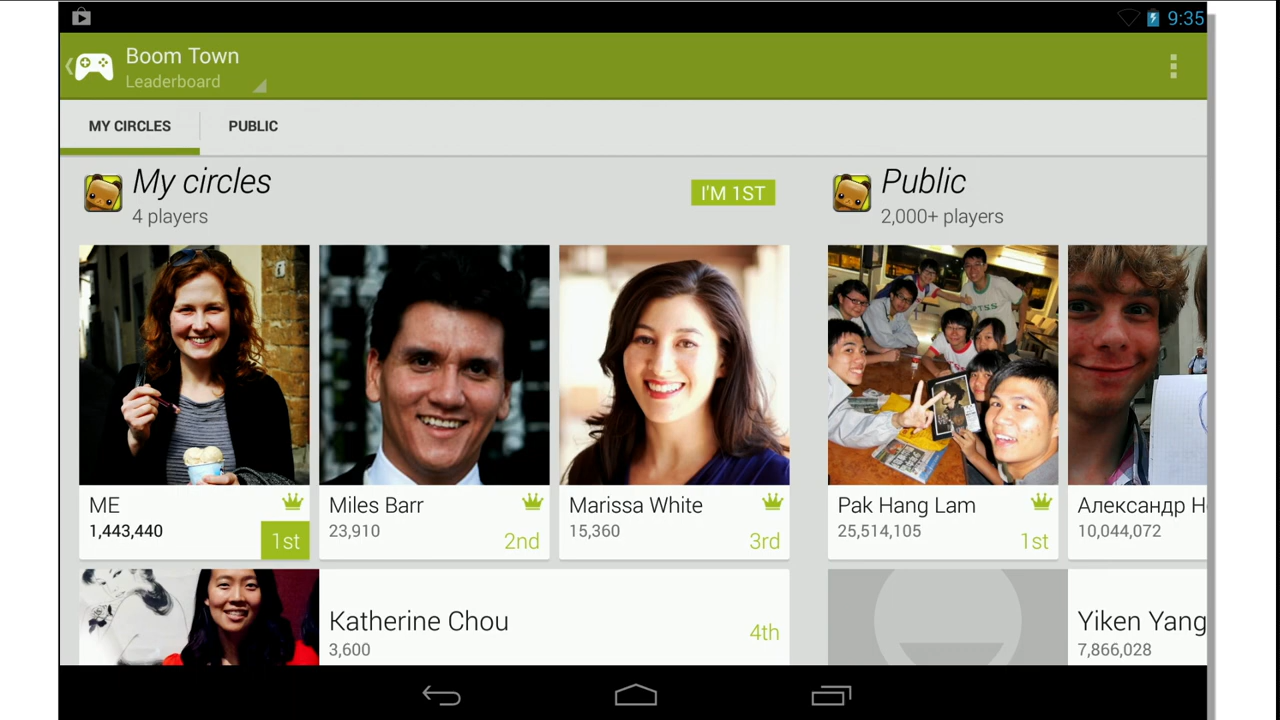 9:35
Boom Town
Leaderboard
MY CIRCLES
PUBLIC
My circles
4 players
I'M 1ST
Public
2,000+ players
ME
1,443,440
1st
Miles Barr
23,910
2nd
Marissa White
15,360
3rd
Pak Hang Lam
25,514,105
1st
Александр
10,044,072
Katherine Chou
3,600
4th
Yiken Yang
7,866,028